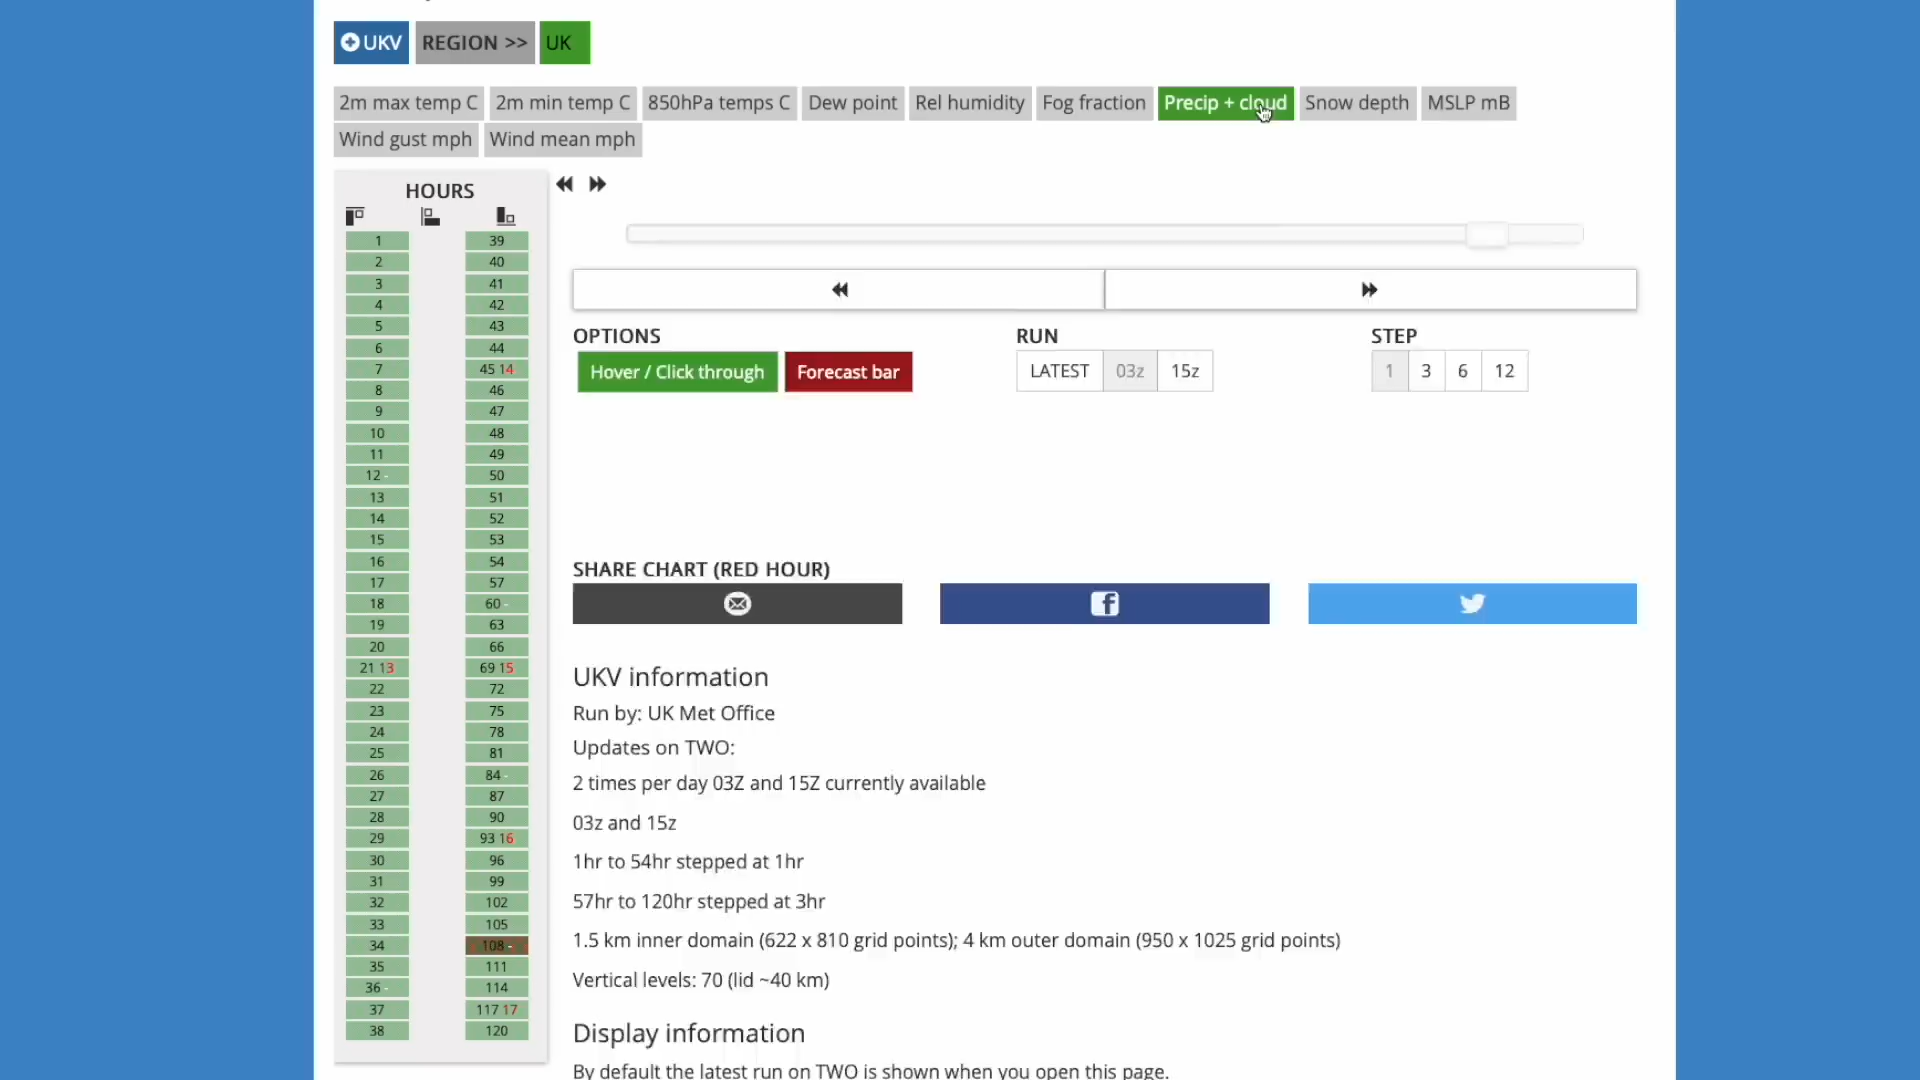 UKV REGION >> UK
2m max temp C 2m min temp C 850hPa temps C Dew point Rel humidity Fog fraction Precip + cloud Snow depth MSLP mB
Wind gust mph Wind mean mph
HOURS
1 39
2 40
3 41
4 42
5 43
6 44
7 45 14
8 46
9 47
10 48
11 49
12 - 50
13 51
14 52
15 53
16 54
17 57
18 60 -
19 63
20 66
21 13 69 15
22 72
23 75
24 78
25 81
26 84 -
27 87
28 90
29 93 16
30 96
31 99
32 102
33 105
34 108 -
35 111
36 - 114
37 117 17
38 120
OPTIONS RUN STEP
Hover / Click through Forecast bar LATEST 03z 15z 1 3 6 12
SHARE CHART (RED HOUR)
UKV information
Run by: UK Met Office
Updates on TWO:
2 times per day 03Z and 15Z currently available
03z and 15z
1hr to 54hr stepped at 1hr
57hr to 120hr stepped at 3hr
1.5 km inner domain (622 x 810 grid points); 4 km outer domain (950 x 1025 grid points)
Vertical levels: 70 (lid ~40 km)
Display information
By default the latest run on TWO is shown when you open this page.